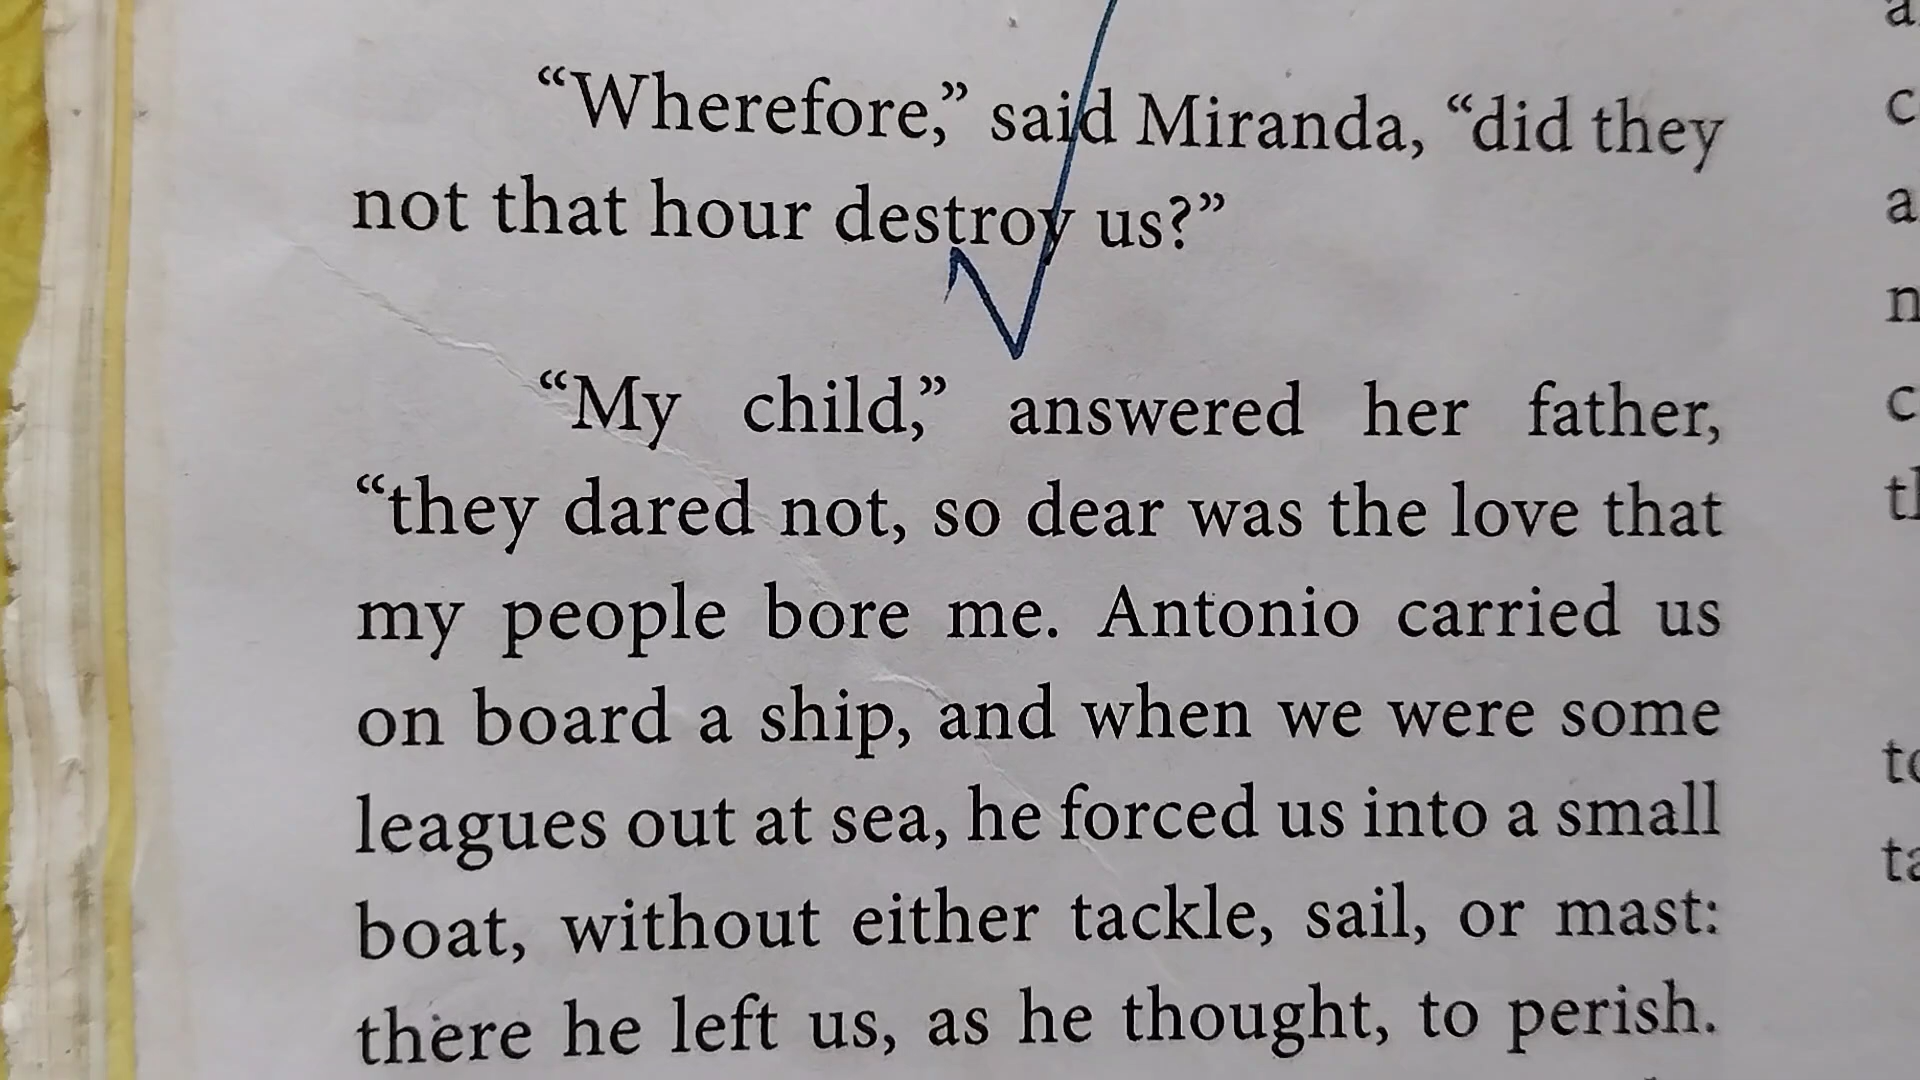 “Wherefore,” said Miranda, “did they
not that hour destroy us?”
“My child,” answered her father,
“they dared not, so dear was the love that
my people bore me. Antonio carried us
on board a ship, and when we were some
leagues out at sea, he forced us into a small
boat, without either tackle, sail, or mast:
there he left us, as he thought, to perish.